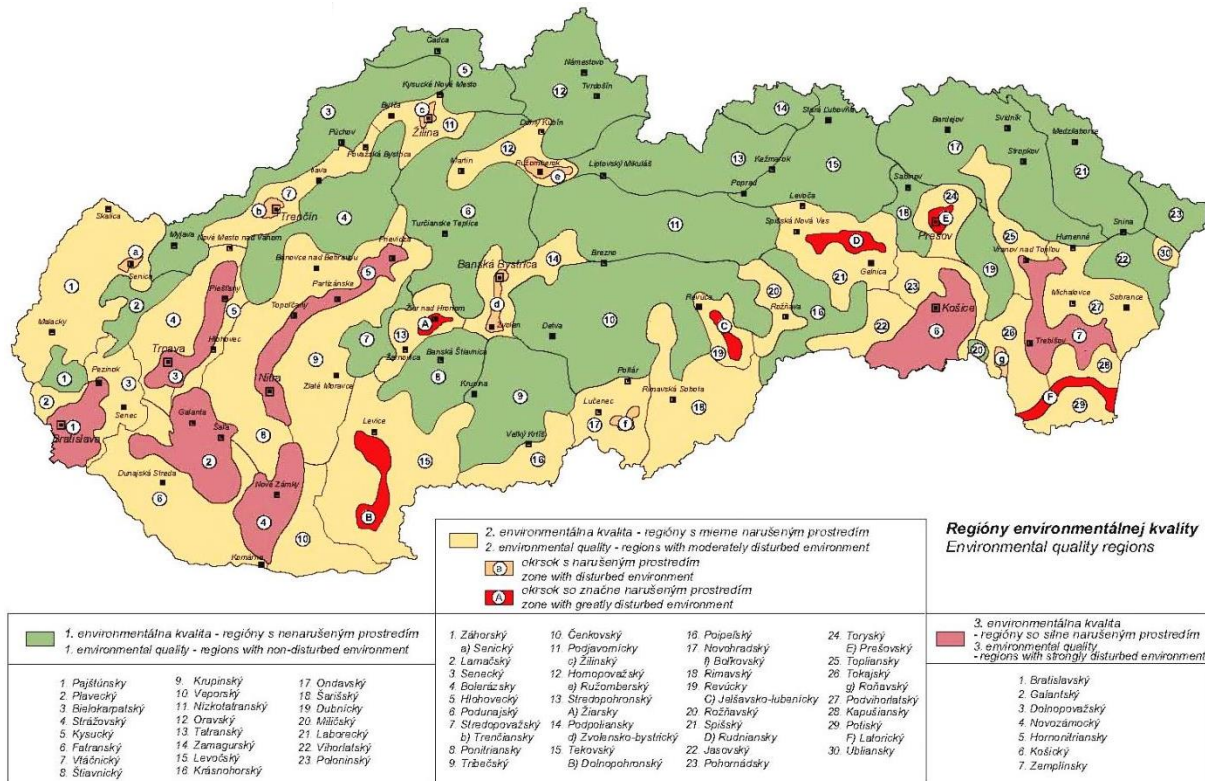 Čadca
Námestovo
Tvrdošín
Kysucké Nové Mesto
Bytča
Žilina
Dolný Kubín
Stará Ľubovňa
Bardejov
Svidník
Stropkov
Medzilaborce
Púchov
Považská Bystrica
Martin
Ružomberok
Liptovský Mikuláš
Kežmarok
Poprad
Sabinov
Ilava
Trenčín
Levoča
Spišská Nová Ves
Prešov
Snina
Humenné
Vranov nad Topľou
Skalica
Myjava
Nové Mesto nad Váhom
Turčianske Teplice
Prievidza
Senica
Bánovce nad Bebravou
Banská Bystrica
Brezno
Gelnica
Michalovce
Sobrance
Piešťany
Partizánske
Topoľčany
Žiar nad Hronom
Zvolen
Detva
Revúca
Rožňava
Košice
Malacky
Trnava
Hlohovec
Žarnovica
Banská Štiavnica
Trebišov
Pezinok
Nitra
Zlaté Moravce
Krupina
Poltár
Rimavská Sobota
Senec
Galanta
Šaľa
Levice
Lučenec
Bratislava
Veľký Krtíš
Dunajská Streda
Nové Zámky
Komárno
Regióny environmentálnej kvality
Environmental quality regions
2. environmentálna kvalita - regióny s mierne narušeným prostredím
2. environmental quality - regions with moderately disturbed environment
a okrsok s narušeným prostredím
zone with disturbed environment
A okrsok so značne narušeným prostredím
zone with greatly disturbed environment
1. environmentálna kvalita - regióny s nenarušeným prostredím
1. environmental quality - regions with non-disturbed environment
1 Pajštúnsky
2. Plavecký
3. Bielokarpatský
4 Strážovský
5 Kysucký
6 Fatranský
7 Vtáčnický
8. Štiavnický
9. Krupinský
10 Veporský
11 Nízkofatranský
12 Oravský
13 Tatranský
14 Zamagurský
15 Levočský
16 Krásnohorský
17 Ondavský
18 Šarišský
19 Dubnícky
20 Miličský
21 Laborecký
22 Vihorlatský
23 Poloninský
1. Záhorský
a) Senický
2 Lamačský
3 Senecký
4 Bolerázsky
5 Hlohovecký
6 Podunajský
7 Stredopovažský
b) Trenčiansky
8 Ponitriansky
9. Tribečský
10 Čenkovský
11 Podjavornícky
c) Žilinský
12 Hornopovažský
e) Ružomberský
13 Stredopohronský
A) Žiarsky
14 Podpoliansky
d) Zvolensko-bystrický
15 Tekovský
B) Dolnopohronský
16 Poipeľský
17 Novohradský
f) Boľkovský
18 Rimavský
19 Revúcky
C) Jelšavsko-lubenícky
20 Rožňavský
21 Spišský
D) Rudniansky
22 Jasovský
23 Pohornádský
24 Toryský
E) Prešovský
25 Topliansky
26 Tokajský
g) Roňavský
27 Podvihorlatský
28 Kapušiansky
29 Poľiský
F) Latorický
30 Ubliansky
3. environmentálna kvalita
- regióny so silne narušeným prostredím
3. environmental quality
- regions with strongly disturbed environment
1. Bratislavský
2. Galantský
3. Dolnopovažský
4. Novozámocký
5. Hornonitriansky
6. Košický
7. Zemplínsky